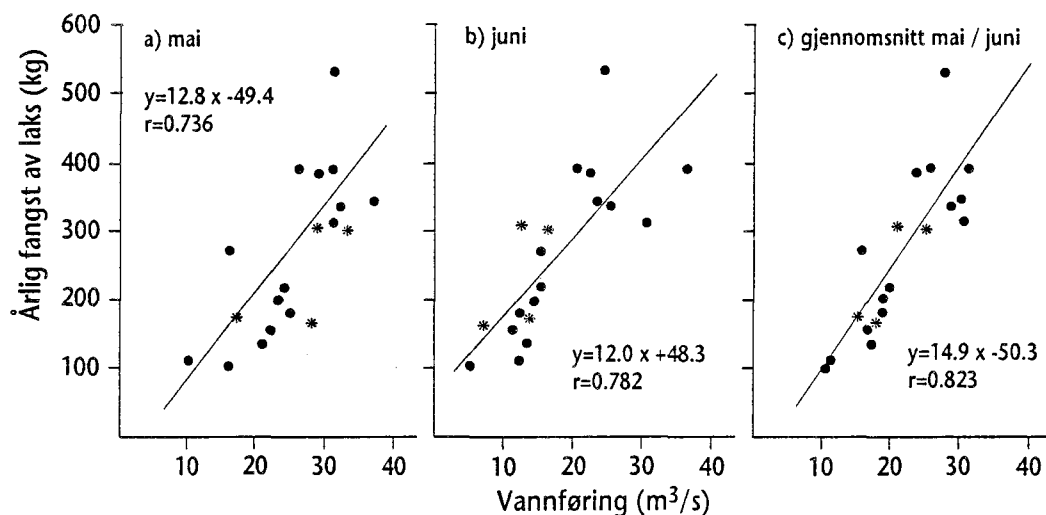 Årlig fangst av laks (kg)
600
500
400
300
200
100
a) mai
y=12.8 x -49.4
r=0.736
10
20
30
40
b) juni
y=12.0 x +48.3
r=0.782
10
20
30
40
c) gjennomsnitt mai / juni
y=14.9 x -50.3
r=0.823
10
20
30
40
Vannføring (m³/s)